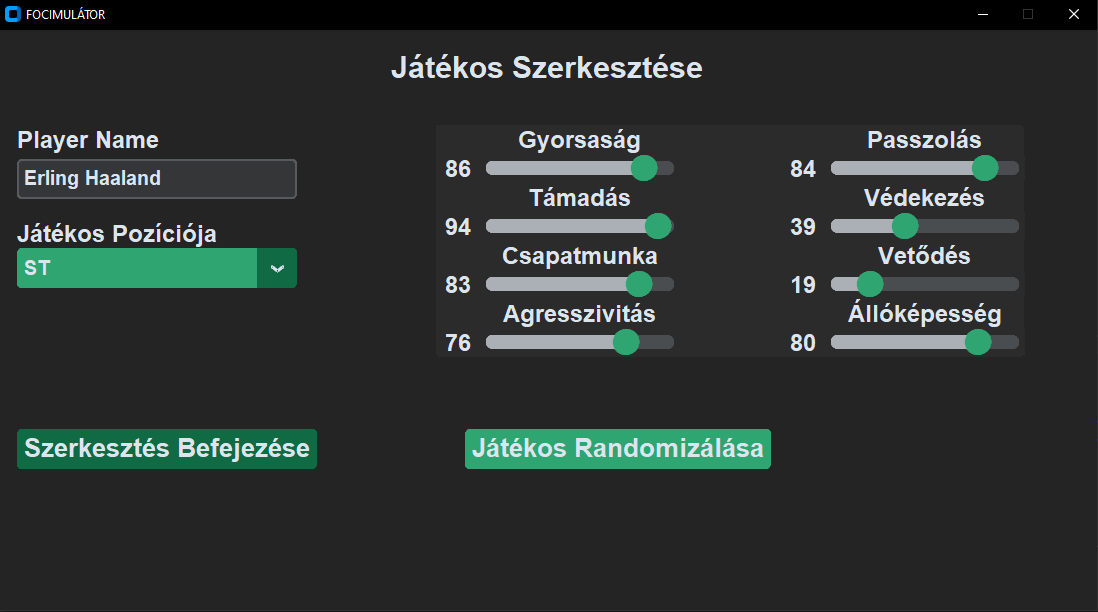 FOCIMULÁTOR
Játékos Szerkesztése
Player Name
Erling Haaland
Játékos Pozíciója
ST
Gyorsaság
86
Támadás
94
Csapatmunka
83
Agresszivitás
76
Passzolás
84
Védekezés
39
Vetődés
19
Állóképesség
80
Szerkesztés Befejezése
Játékos Randomizálása